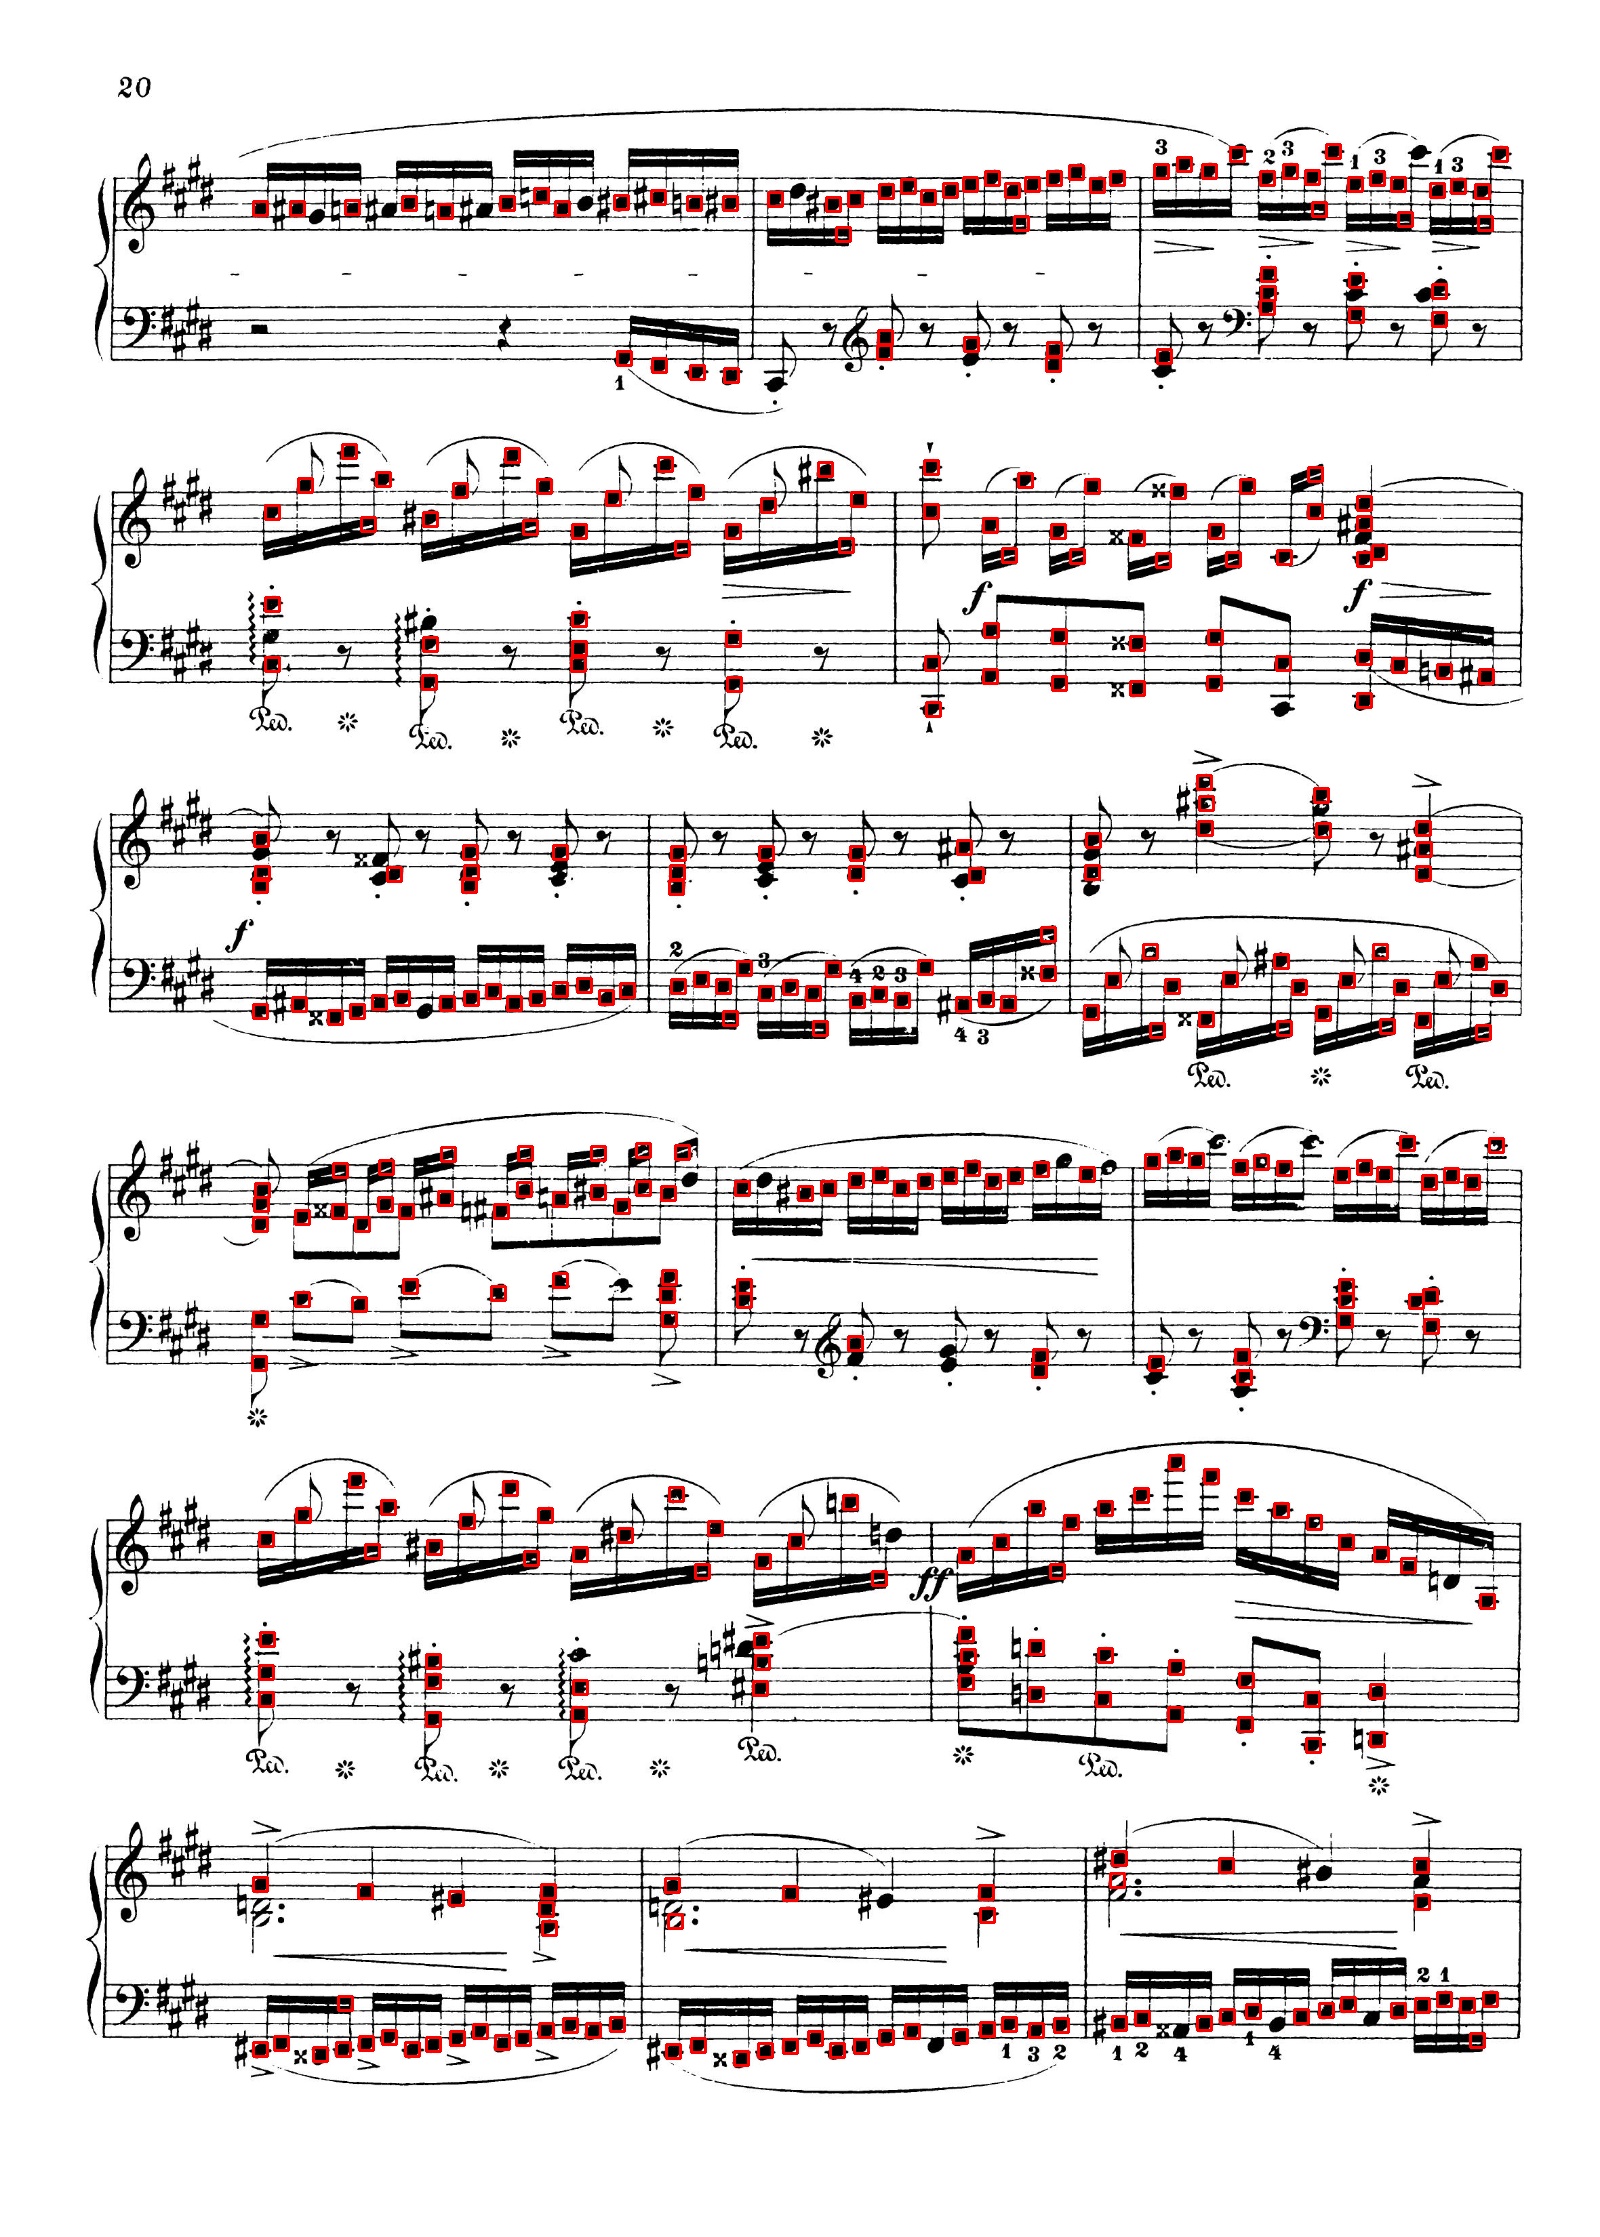 20
3 2 3 1 3 1 3
1
f f
Ped. Ped. Ped. Ped.
f
2 3 4 2 3
4 3
Ped. Ped.
ff
Ped. Ped. Ped. Ped. Ped.
2 1
1 3 2 1 2 4 1 4